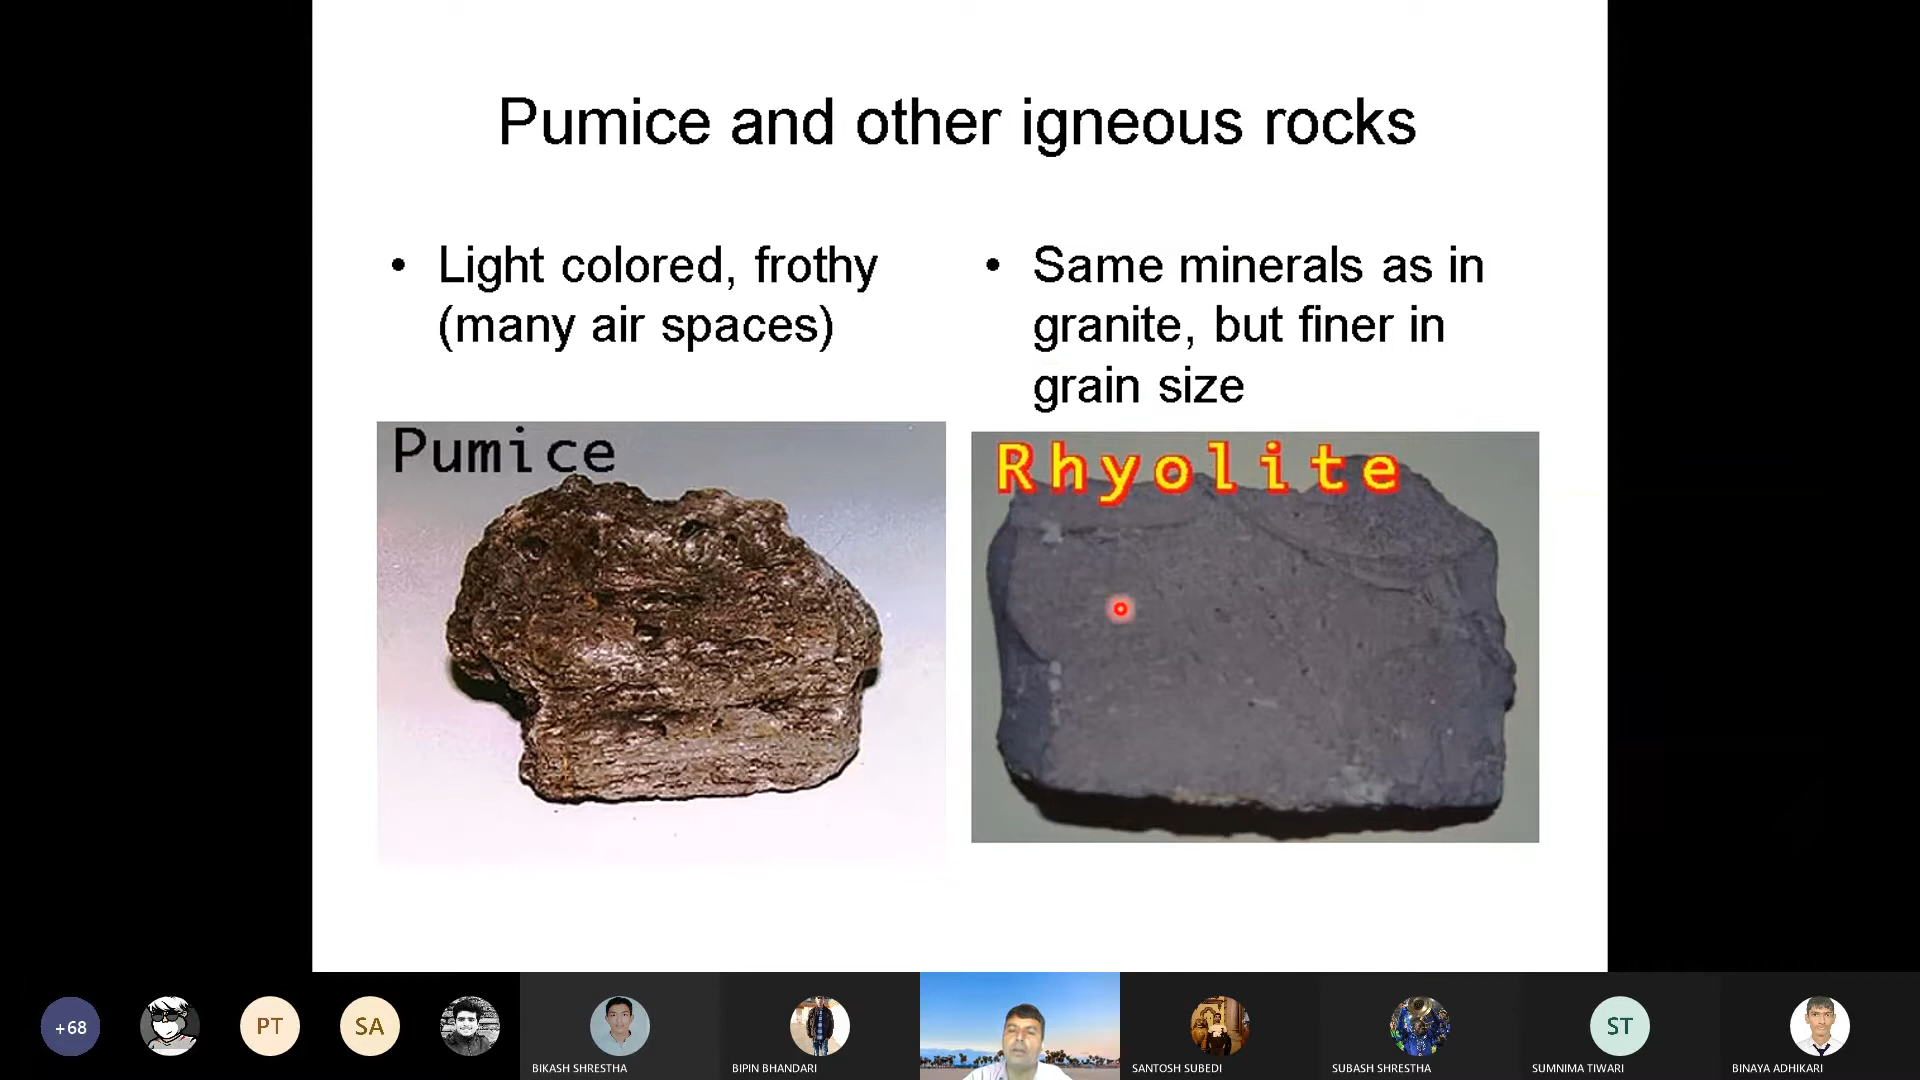 Pumice and other igneous rocks
• Light colored, frothy
(many air spaces)
• Same minerals as in
granite, but finer in
grain size
Pumice
Rhyolite
+68
PT
SA
BIKASH SHRESTHA
BIPIN BHANDARI
SANTOSH SUBEDI
SUBASH SHRESTHA
ST
SUMNIMA TIWARI
BINAYA ADHIKARI